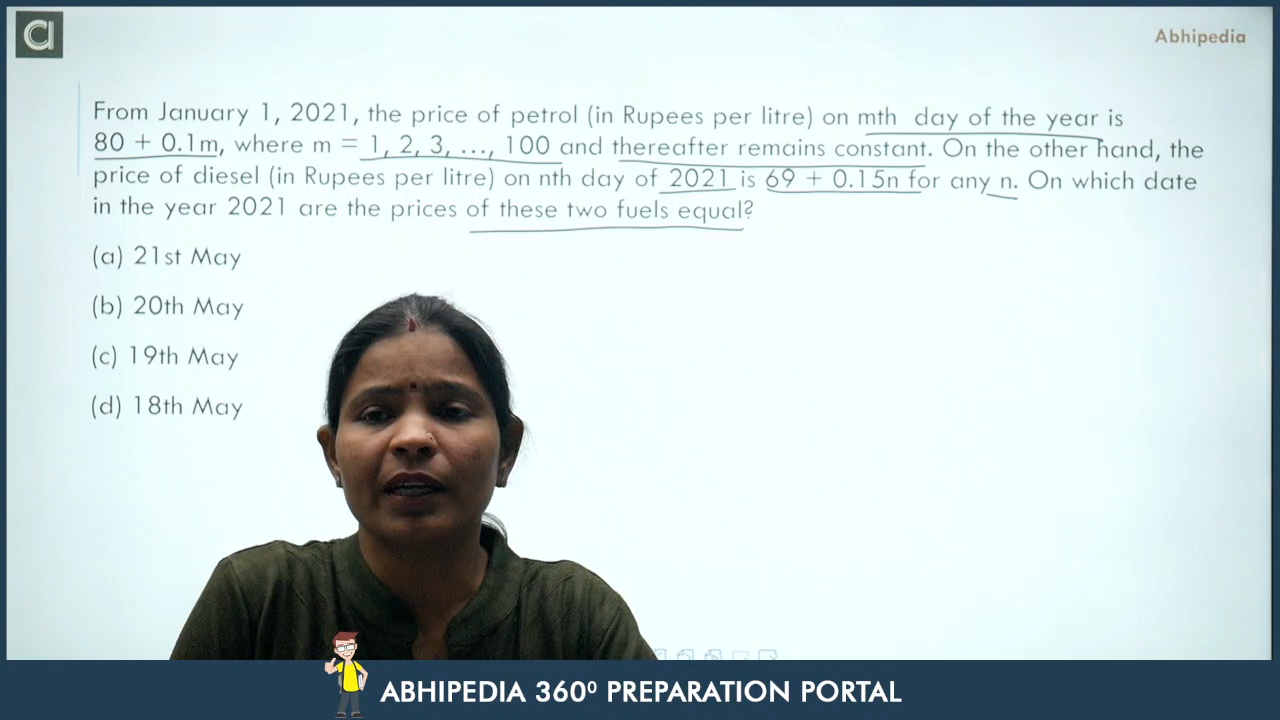 Abhipedia
From January 1, 2021, the price of petrol (in Rupees per litre) on mth day of the year is
80 + 0.1m, where m = 1, 2, 3, ..., 100 and thereafter remains constant. On the other hand, the
price of diesel (in Rupees per litre) on nth day of 2021 is 69 + 0.15n for any n. On which date
in the year 2021 are the prices of these two fuels equal?
(a) 21st May
(b) 20th May
(c) 19th May
(d) 18th May
ABHIPEDIA 360⁰ PREPARATION PORTAL